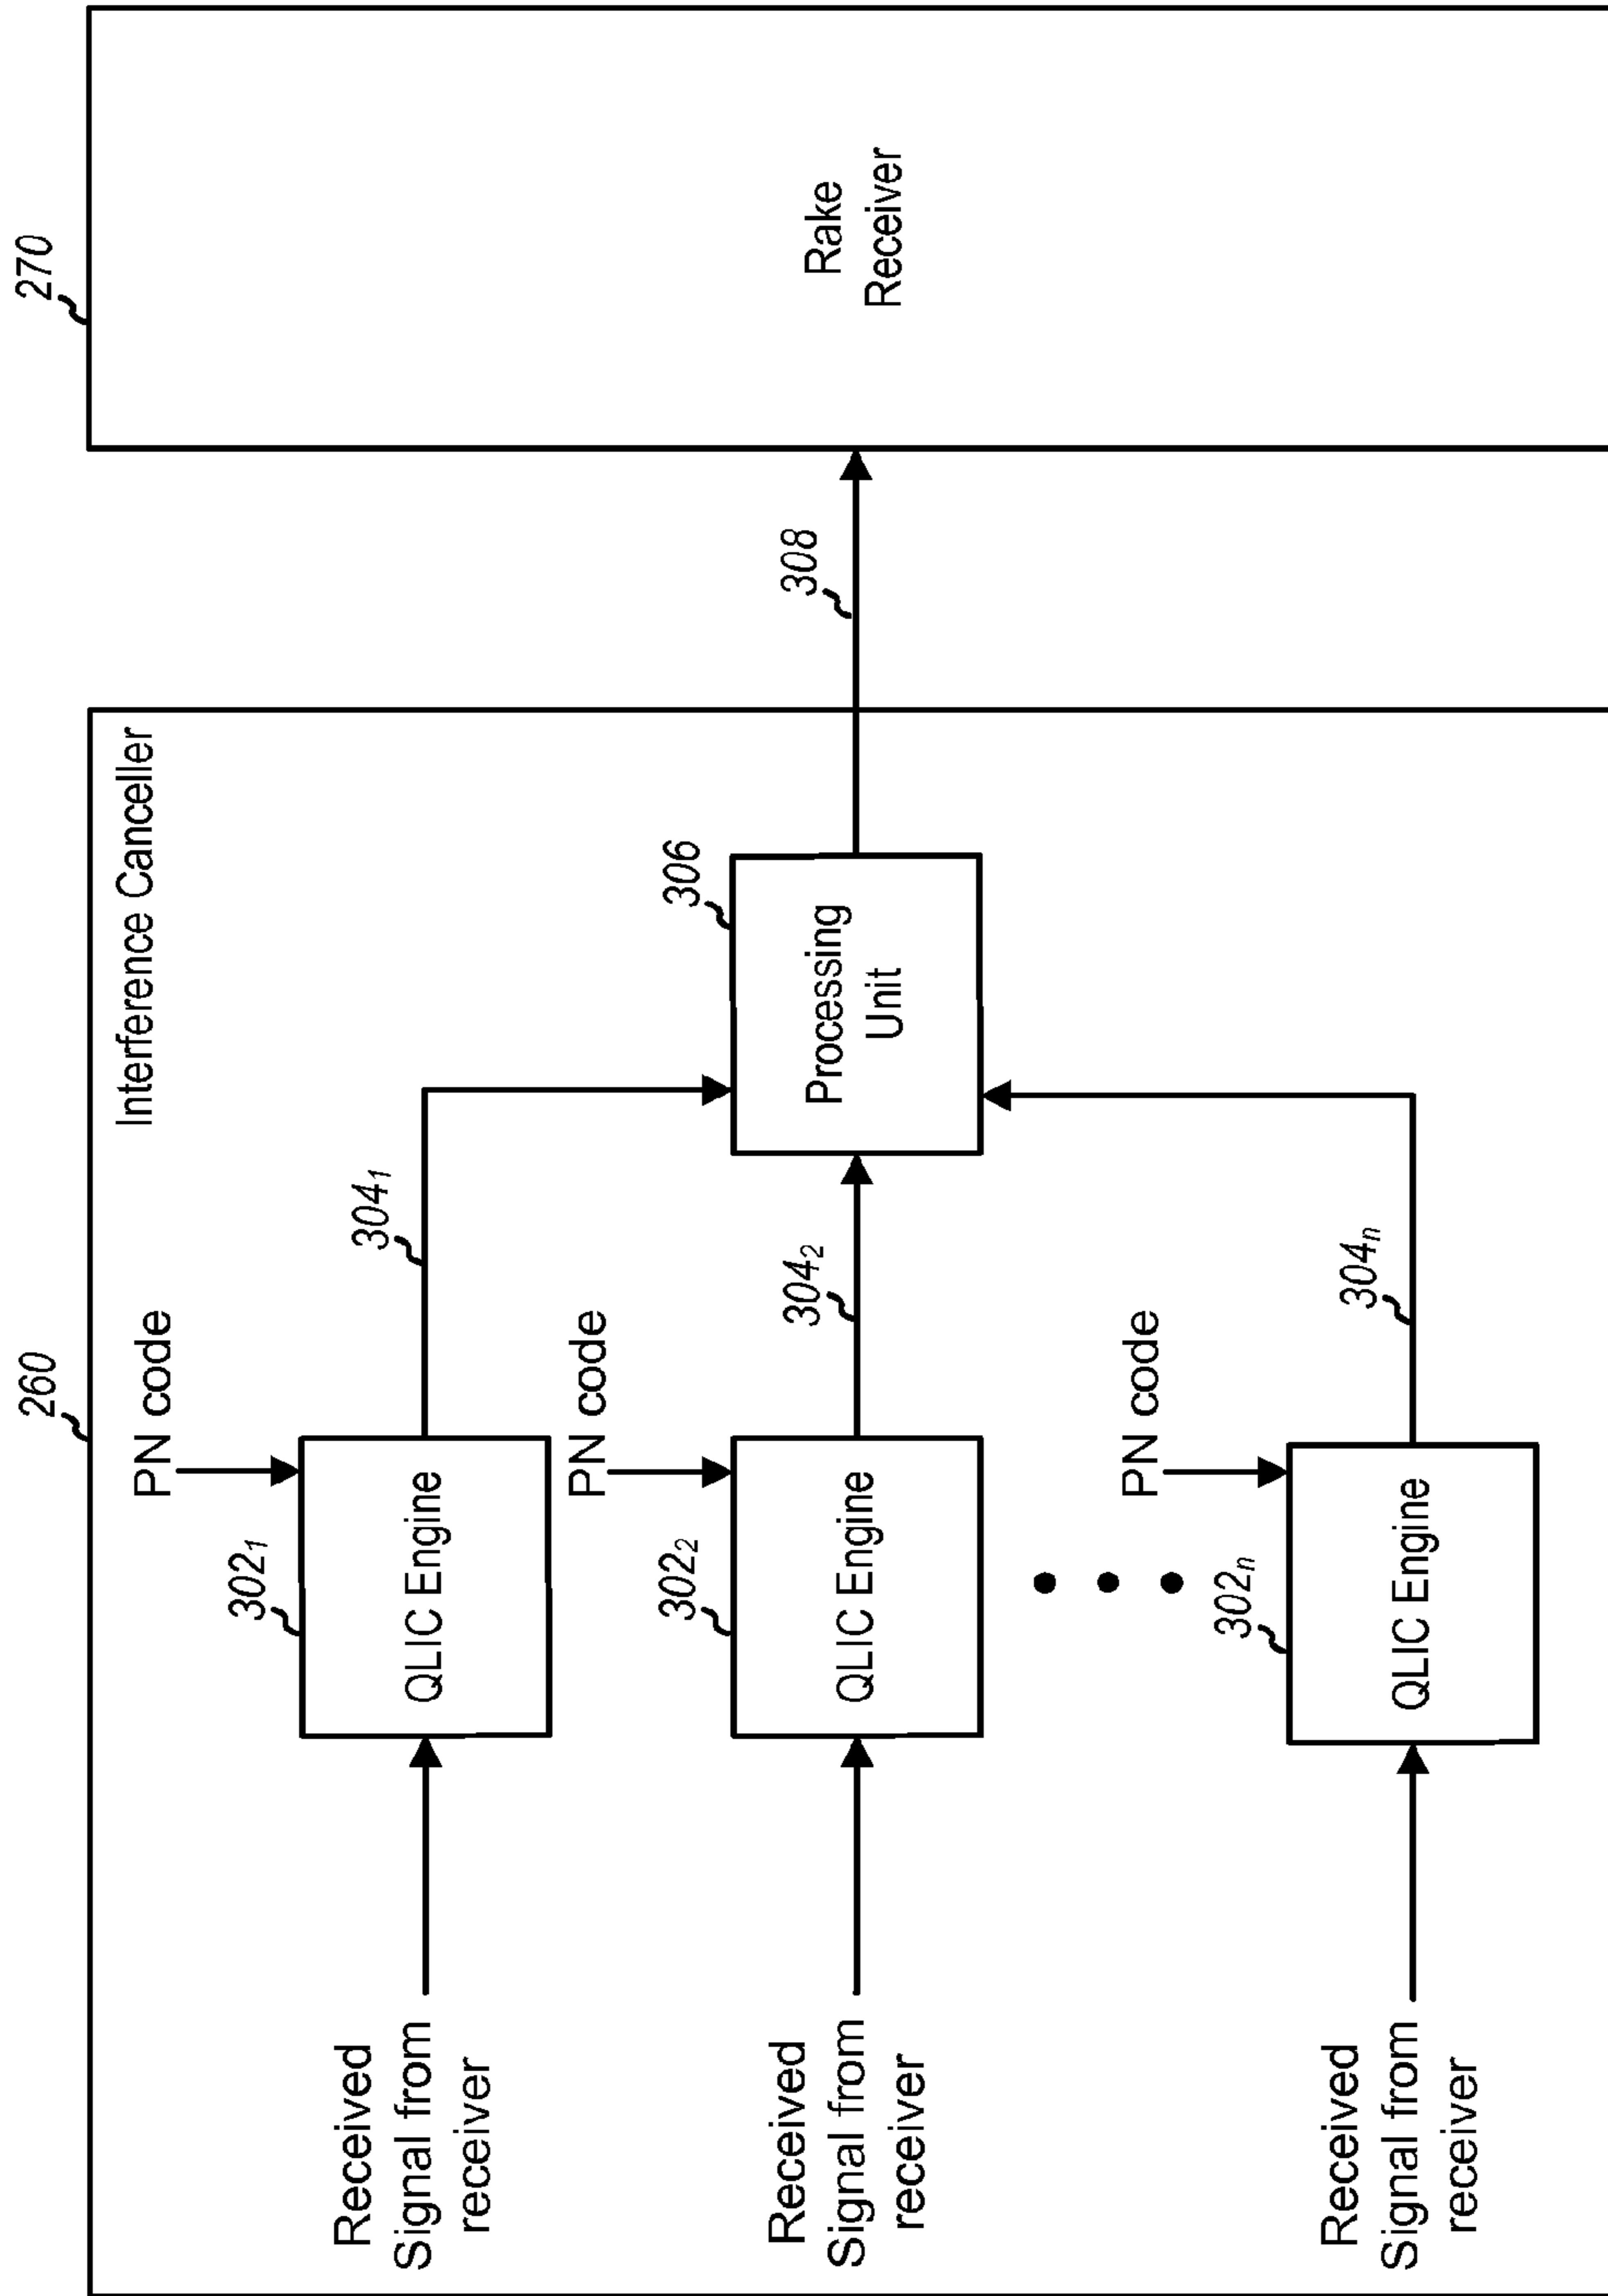 260
270
Interference Canceller
PN code
302₁
304₁
Received
Signal from
receiver
QLIC Engine
PN code
302₂
304₂
306
308
Received
Signal from
receiver
QLIC Engine
Processing
Unit
Rake
Receiver
PN code
302ₙ
304ₙ
Received
Signal from
receiver
QLIC Engine